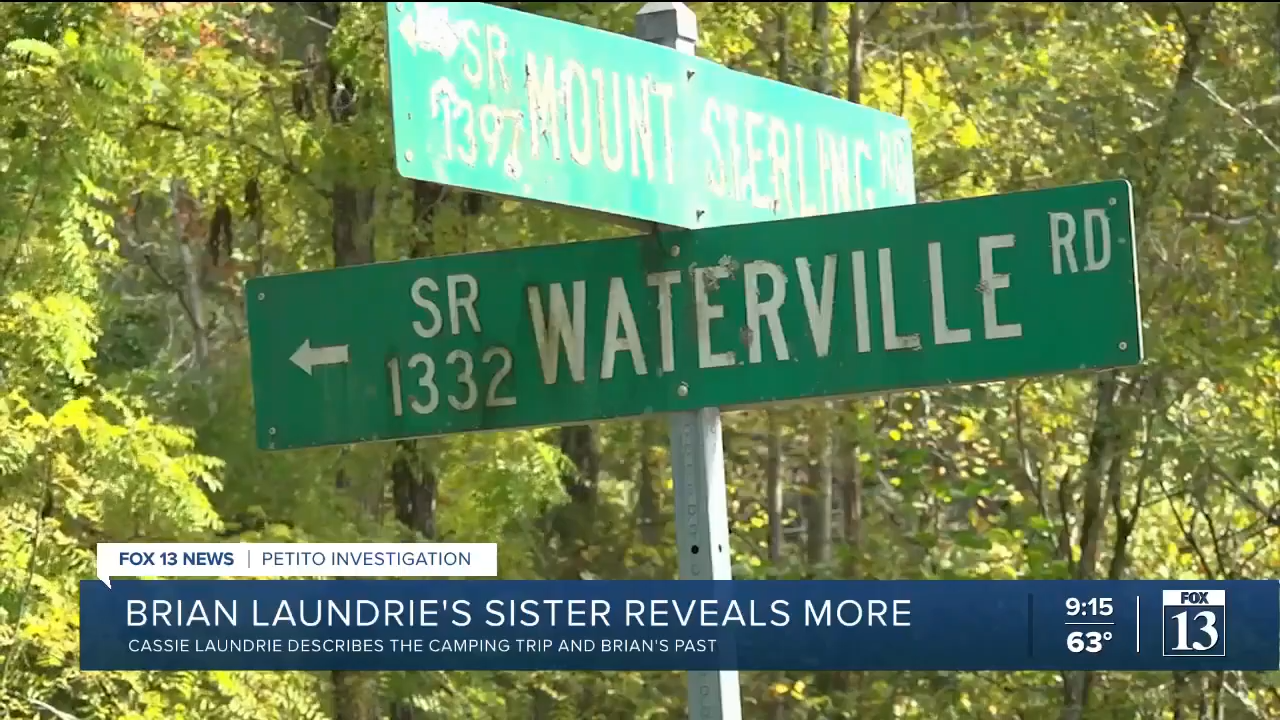 SR MOUNT STERLING RD
1397
SR WATERVILLE RD
1332
FOX 13 NEWS | PETITO INVESTIGATION
BRIAN LAUNDRIE'S SISTER REVEALS MORE
CASSIE LAUNDRIE DESCRIBES THE CAMPING TRIP AND BRIAN'S PAST
9:15
63°
FOX
13